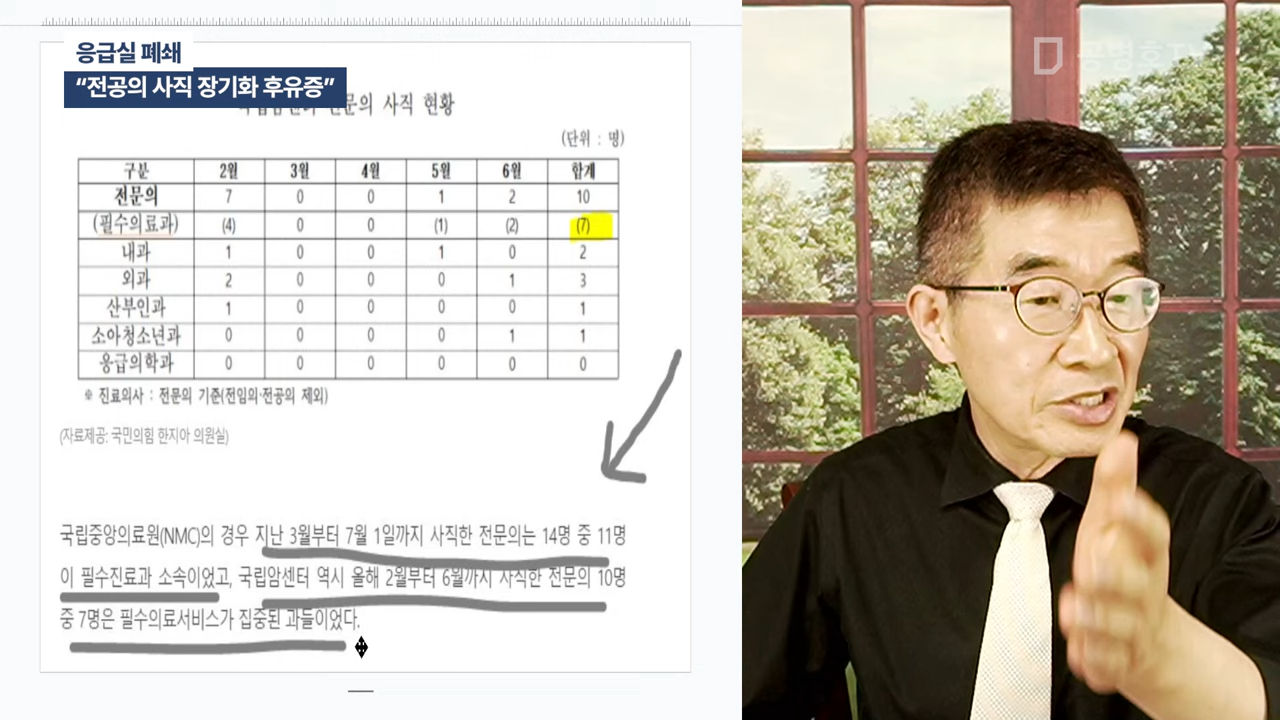 응급실 폐쇄
“전공의 사직 장기화 후유증”
사직 현황
(단위 : 명)
구분 2월 3월 4월 5월 6월 합계
전문의 7 0 0 1 2 10
(필수의료과) (4) 0 0 (1) (2) (7)
내과 1 0 0 1 0 2
외과 2 0 0 0 1 3
산부인과 1 0 0 0 0 1
소아청소년과 0 0 0 0 1 1
응급의학과 0 0 0 0 0 0
※ 진료의사 : 전문의 기준(전임의·전공의 제외)
(자료제공: 국민의힘 한지아 의원실)
국립중앙의료원(NMC)의 경우 지난 3월부터 7월 1일까지 사직한 전문의는 14명 중 11명
이 필수진료과 소속이었고, 국립암센터 역시 올해 2월부터 6월까지 사직한 전문의 10명
중 7명은 필수의료서비스가 집중된 과들이었다.
공병호TV